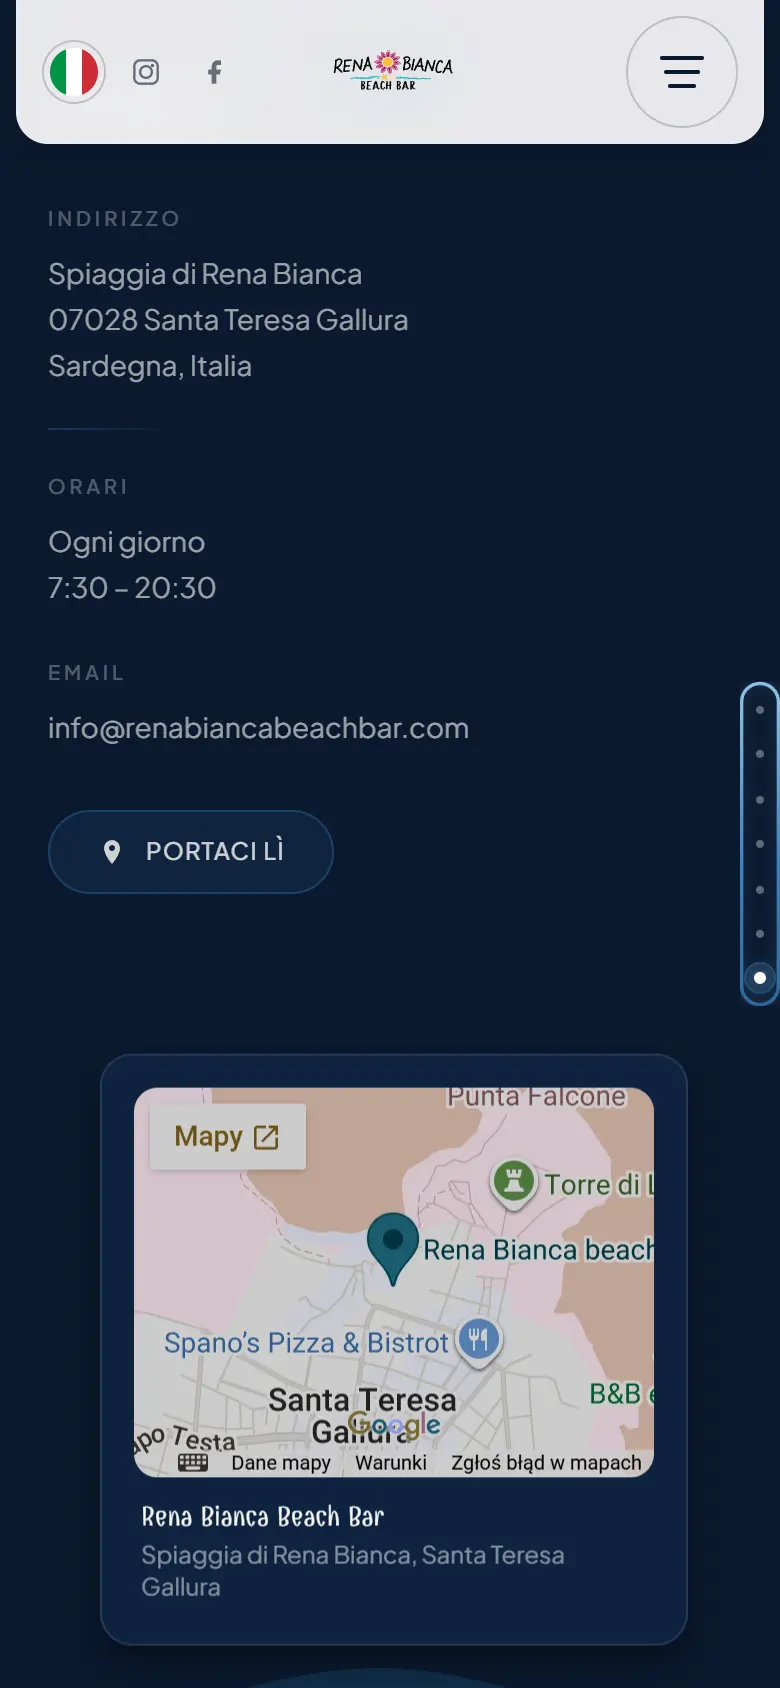 RENA BIANCA
BEACH BAR
INDIRIZZO
Spiaggia di Rena Bianca
07028 Santa Teresa Gallura
Sardegna, Italia
ORARI
Ogni giorno
7:30 – 20:30
EMAIL
info@renabiancabeachbar.com
PORTACI LÌ
Punta Falcone
Mapy
Torre di L
Rena Bianca beach
Spano's Pizza & Bistrot
B&B
Santa Teresa
Gallura
Google
apo Testa
Dane mapy Warunki Zgłoś błąd w mapach
Rena Bianca Beach Bar
Spiaggia di Rena Bianca, Santa Teresa
Gallura